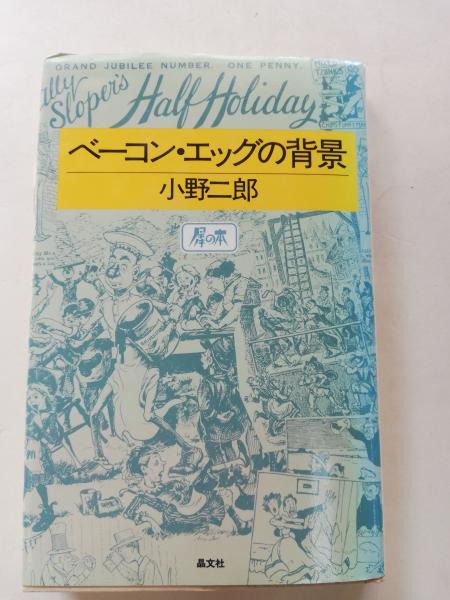 GRAND JUBILEE NUMBER. ONE PENNY.
ally
Sloper's
Half Holiday
ベーコン・エッグの背景
小野二郎
犀の本
晶文社